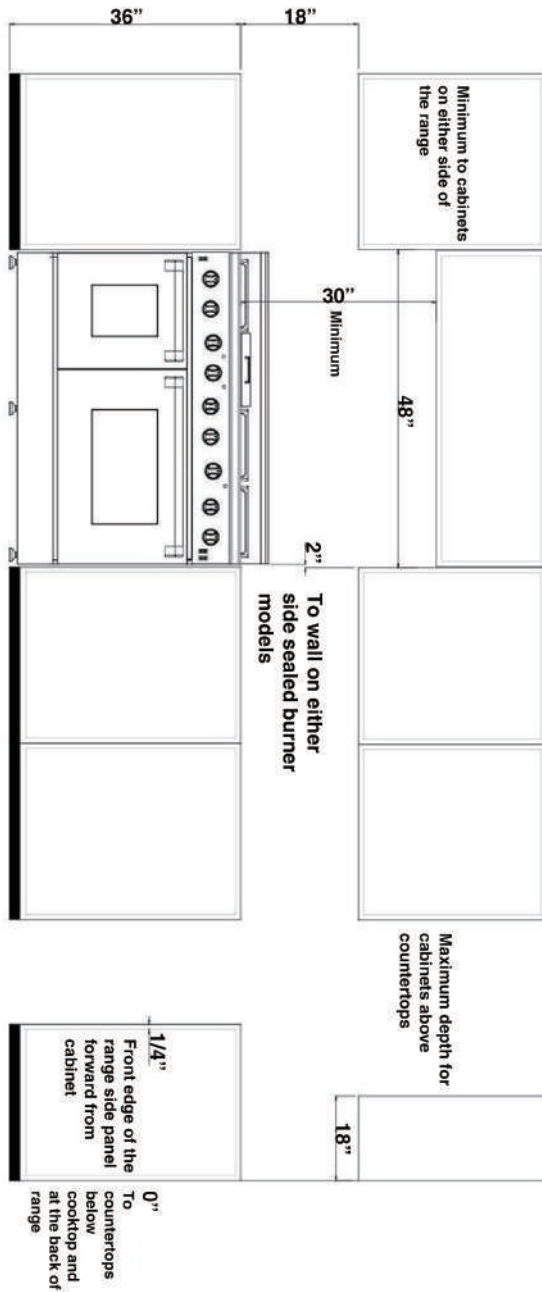 36”
18”
Minimum to cabinets
on either side of
the range
30”
Minimum
48”
2”
To wall on either
side sealed burner
models
Maximum depth for
cabinets above
countertops
18”
1/4”
Front edge of the
range side panel
forward from
cabinet
0”
To
countertops
below
cooktop and
at the back of
range